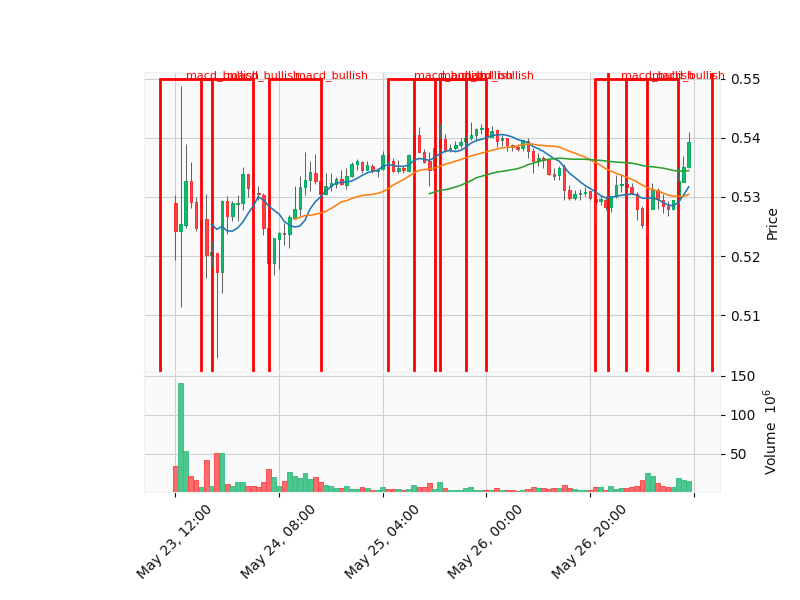 macd_bullish
macd_bullish
macd_bullish
macd_bullish
macd_bullish
macd_bullish
0.55
0.54
0.53
0.52
0.51
Price
150
100
50
Volume 10^6
May 23, 12:00
May 24, 08:00
May 25, 04:00
May 26, 00:00
May 26, 20:00